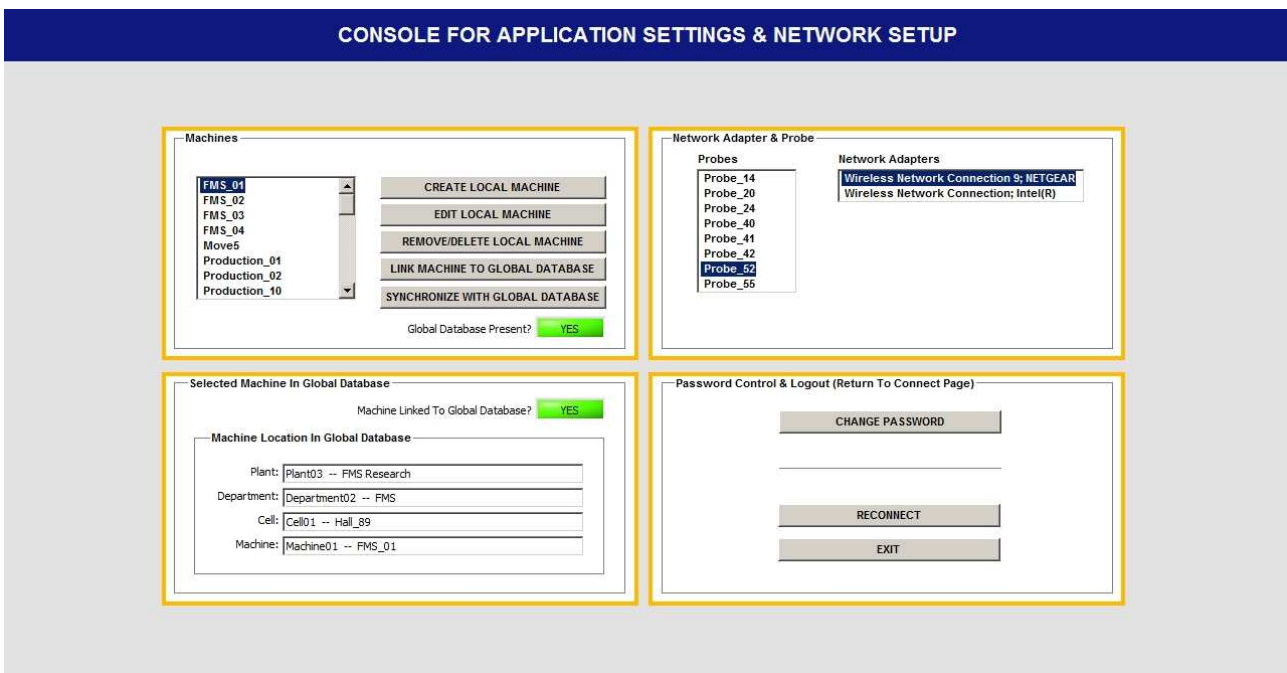 CONSOLE FOR APPLICATION SETTINGS & NETWORK SETUP
Machines
FMS_01
FMS_02
FMS_03
FMS_04
Move5
Production_01
Production_02
Production_10
CREATE LOCAL MACHINE
EDIT LOCAL MACHINE
REMOVE/DELETE LOCAL MACHINE
LINK MACHINE TO GLOBAL DATABASE
SYNCHRONIZE WITH GLOBAL DATABASE
Global Database Present? YES
Network Adapter & Probe
Probes
Probe_14
Probe_20
Probe_24
Probe_40
Probe_41
Probe_42
Probe_52
Probe_55
Network Adapters
Wireless Network Connection 9; NETGEAR
Wireless Network Connection; Intel(R)
Selected Machine In Global Database
Machine Linked To Global Database? YES
Machine Location In Global Database
Plant: Plant03 -- FMS Research
Department: Department02 -- FMS
Cell: Cell01 -- Hall_89
Machine: Machine01 -- FMS_01
Password Control & Logout (Return To Connect Page)
CHANGE PASSWORD
RECONNECT
EXIT